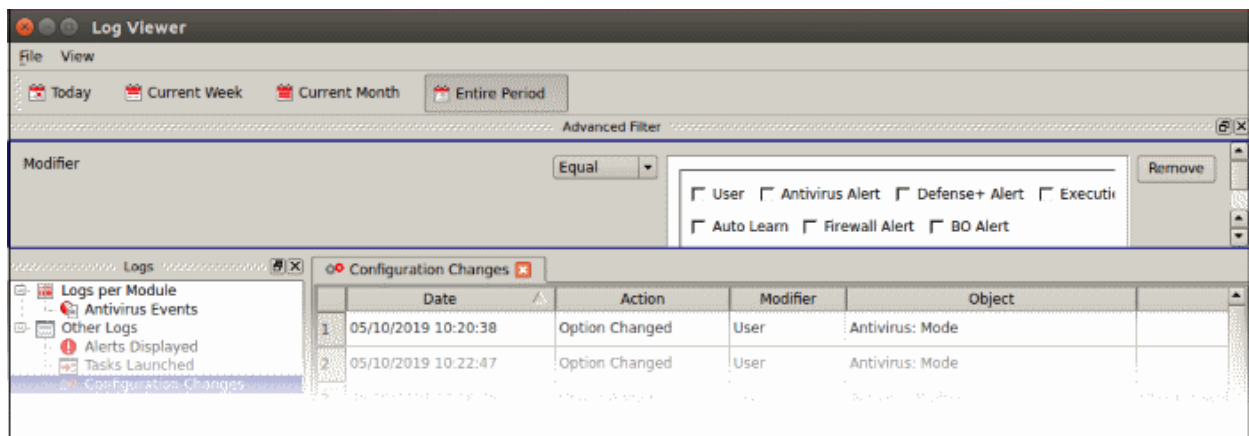 Log Viewer
File View
Today Current Week Current Month Entire Period
Advanced Filter
Modifier Equal Remove
User Antivirus Alert Defense+ Alert
Auto Learn Firewall Alert BO Alert
Logs Configuration Changes
Logs per Module
Antivirus Events
Other Logs
Alerts Displayed
Tasks Launched
Configuration Changes
Date Action Modifier Object
1 05/10/2019 10:20:38 Option Changed User Antivirus: Mode
2 05/10/2019 10:22:47 Option Changed User Antivirus: Mode